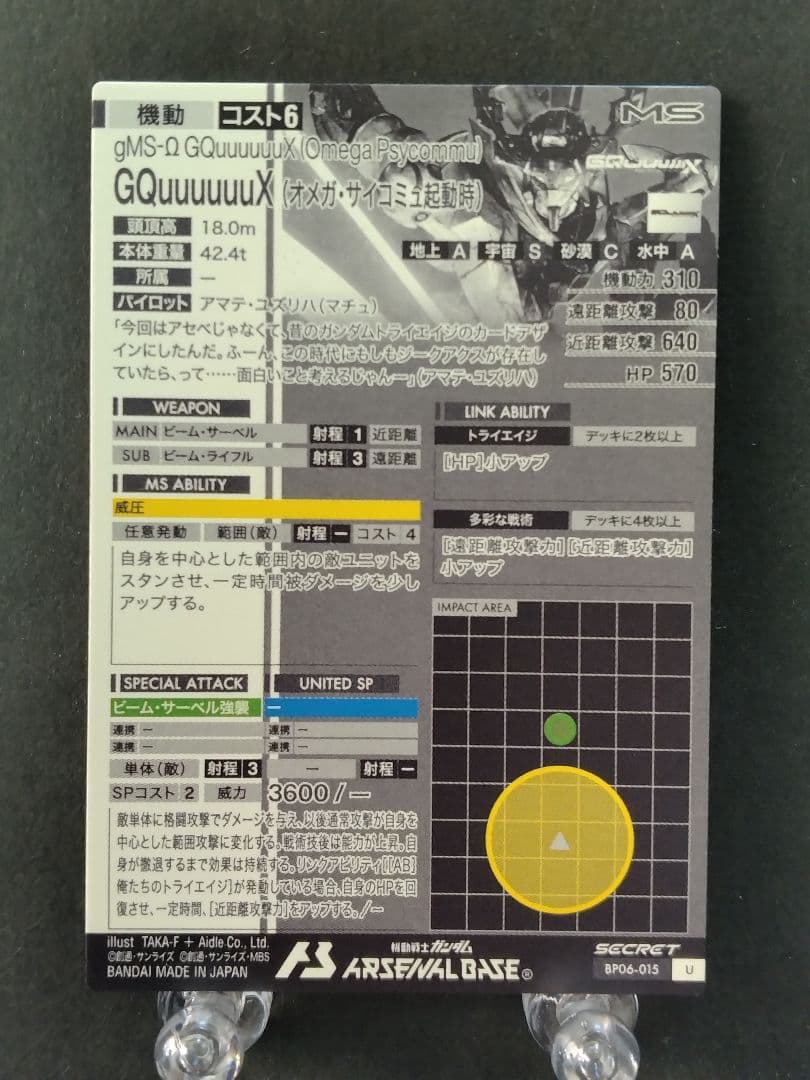 機動 コスト6 MS
gMS-Ω GQuuuuuuX (Omega Psycommu)
GQuuuuuuX
GQuuuuuuX (オメガ・サイコミュ起動時)
頭頂高 18.0m
本体重量 42.4t
所属 —
パイロット アマテ・ユズリハ(マチュ)
地上 A 宇宙 S 砂漠 C 水中 A
機動力 310
遠距離攻撃 80
近距離攻撃 640
HP 570
「今回はアセベじゃなくて、昔のガンダムトライエイジのカードデザ
インにしたんだ。ふーん、この時代にもしもジークアクスが存在し
ていたら、って……面白いこと考えるじゃんー」(アマテ・ユズリハ)
WEAPON
MAIN ビーム・サーベル 射程 1 近距離
SUB ビーム・ライフル 射程 3 遠距離
MS ABILITY
威圧
任意発動 範囲(敵) 射程 — コスト 4
自身を中心とした範囲内の敵ユニットを
スタンさせ、一定時間被ダメージを少し
アップする。
LINK ABILITY
トライエイジ デッキに2枚以上
[HP]小アップ
多彩な戦術 デッキに4枚以上
[遠距離攻撃力][近距離攻撃力]
小アップ
IMPACT AREA
SPECIAL ATTACK UNITED SP
ビーム・サーベル強襲 —
連携 — 連携 —
連携 — 連携 —
単体(敵) 射程 3 — 射程 —
SPコスト 2 威力 3600 / —
敵単体に格闘攻撃でダメージを与え、以後通常攻撃が自身を
中心とした範囲攻撃に変化する。戦術技後は能力が上昇。自
身が撤退するまで効果は持続する。リンクアビリティ[[AB]
俺たちのトライエイジ]が発動している場合、自身のHPを回
復させ、一定時間、[近距離攻撃力]をアップする。/—
illust TAKA-F + Aidle Co., Ltd.
©創通・サンライズ ©創通・サンライズ・MBS
BANDAI MADE IN JAPAN
機動戦士ガンダム
ARSENAL BASE®
SECRET
BP06-015 U